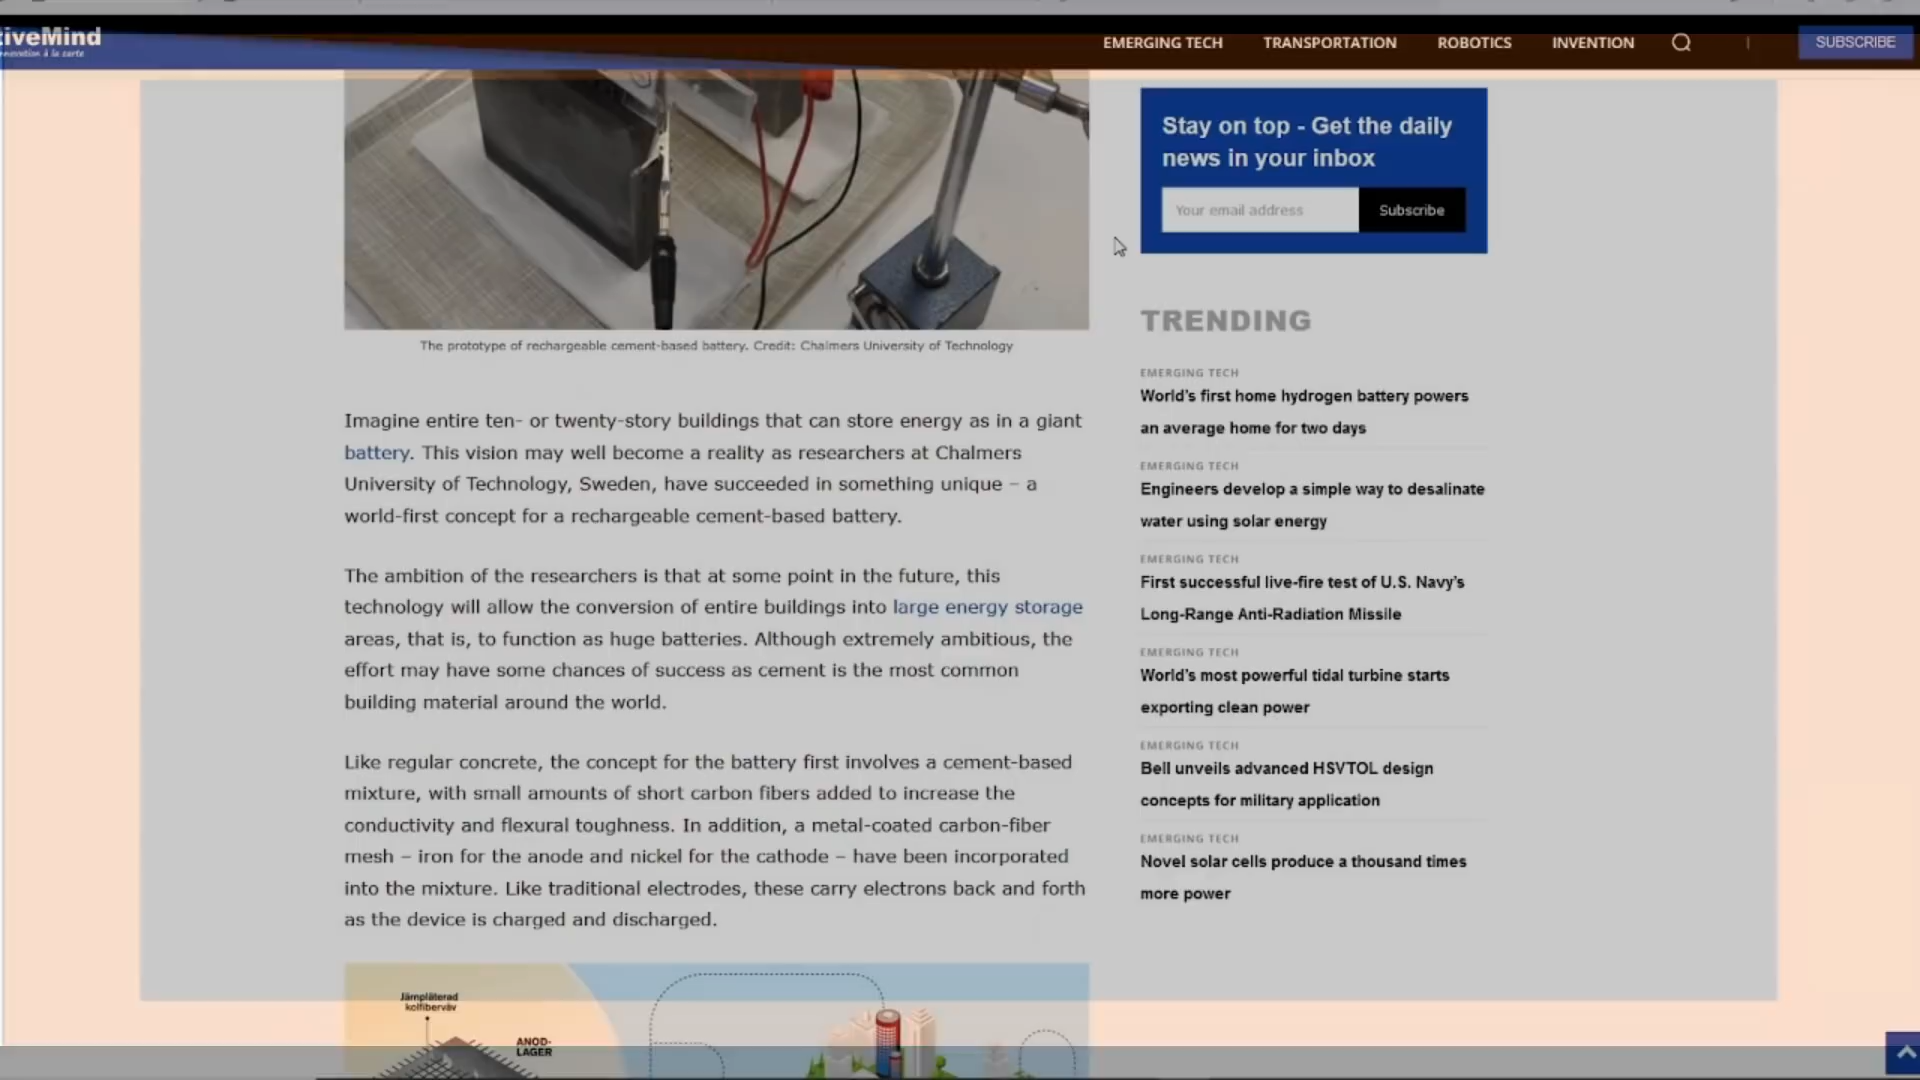 tiveMind
innovation à la carte
EMERGING TECH
TRANSPORTATION
ROBOTICS
INVENTION
SUBSCRIBE
The prototype of rechargeable cement-based battery. Credit: Chalmers University of Technology
Imagine entire ten- or twenty-story buildings that can store energy as in a giant
battery. This vision may well become a reality as researchers at Chalmers
University of Technology, Sweden, have succeeded in something unique – a
world-first concept for a rechargeable cement-based battery.
The ambition of the researchers is that at some point in the future, this
technology will allow the conversion of entire buildings into large energy storage
areas, that is, to function as huge batteries. Although extremely ambitious, the
effort may have some chances of success as cement is the most common
building material around the world.
Like regular concrete, the concept for the battery first involves a cement-based
mixture, with small amounts of short carbon fibers added to increase the
conductivity and flexural toughness. In addition, a metal-coated carbon-fiber
mesh – iron for the anode and nickel for the cathode – have been incorporated
into the mixture. Like traditional electrodes, these carry electrons back and forth
as the device is charged and discharged.
Järnpläterad
kolfiberväv
ANOD-
LAGER
Stay on top - Get the daily
news in your inbox
Your email address
Subscribe
TRENDING
EMERGING TECH
World's first home hydrogen battery powers
an average home for two days
EMERGING TECH
Engineers develop a simple way to desalinate
water using solar energy
EMERGING TECH
First successful live-fire test of U.S. Navy's
Long-Range Anti-Radiation Missile
EMERGING TECH
World's most powerful tidal turbine starts
exporting clean power
EMERGING TECH
Bell unveils advanced HSVTOL design
concepts for military application
EMERGING TECH
Novel solar cells produce a thousand times
more power